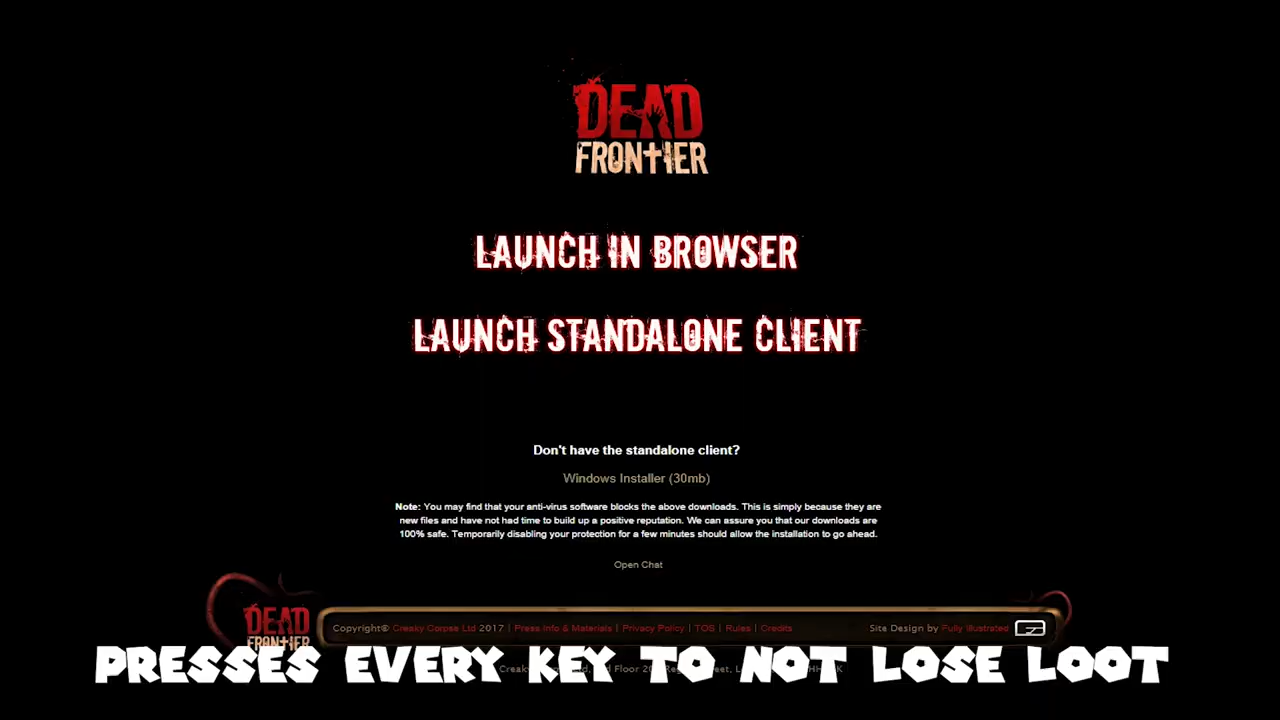 DEAD
FRONTIER
LAUNCH IN BROWSER
LAUNCH STANDALONE CLIENT
Don't have the standalone client?
Windows Installer (30mb)
Note: You may find that your anti-virus software blocks the above downloads. This is simply because they are
new files and have not had time to build up a positive reputation. We can assure you that our downloads are
100% safe. Temporarily disabling your protection for a few minutes should allow the installation to go ahead.
Open Chat
DEAD
FRONTIER
Copyright® Creaky Corpse Ltd 2017 | Press Info & Materials | Privacy Policy | TOS | Rules | Credits
Site Design by Fully Illustrated
PRESSES EVERY KEY TO NOT LOSE LOOT